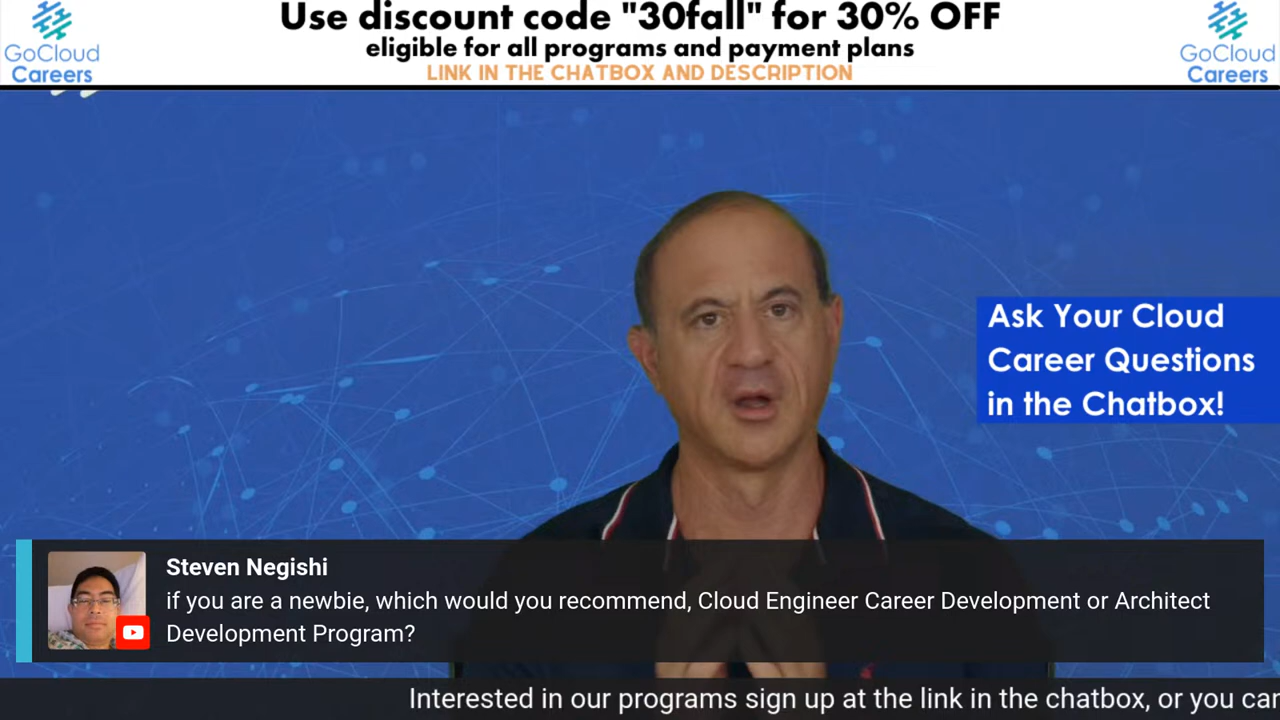 Use discount code "30fall" for 30% OFF
eligible for all programs and payment plans
LINK IN THE CHATBOX AND DESCRIPTION
GoCloud
Careers
GoCloud
Careers
Ask Your Cloud
Career Questions
in the Chatbox!
Steven Negishi
if you are a newbie, which would you recommend, Cloud Engineer Career Development or Architect
Development Program?
Interested in our programs sign up at the link in the chatbox, or you can